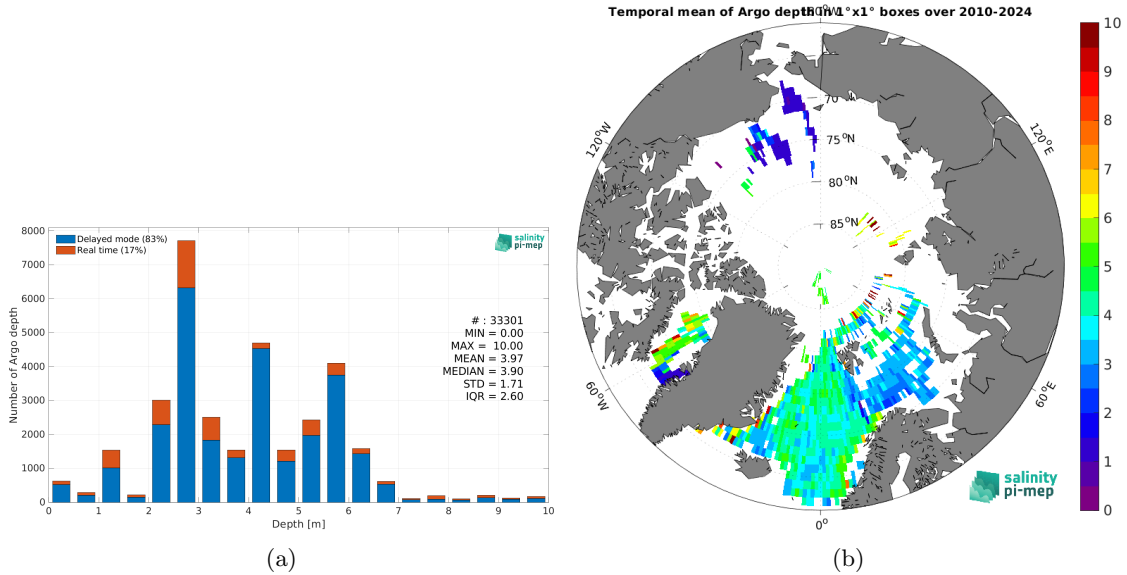 Number of Argo depth
8000
7000
6000
5000
4000
3000
2000
1000
0
Delayed mode (83%)
Real time (17%)
salinity
pi-mep
# : 33301
MIN = 0.00
MAX = 10.00
MEAN = 3.97
MEDIAN = 3.90
STD = 1.71
IQR = 2.60
0 1 2 3 4 5 6 7 8 9 10
Depth [m]
(a)
Temporal mean of Argo depth in 1°x1° boxes over 2010-2024
120°W
120°E
60°W
60°E
0°
75°N
80°N
85°N
salinity
pi-mep
10
9
8
7
6
5
4
3
2
1
0
(b)